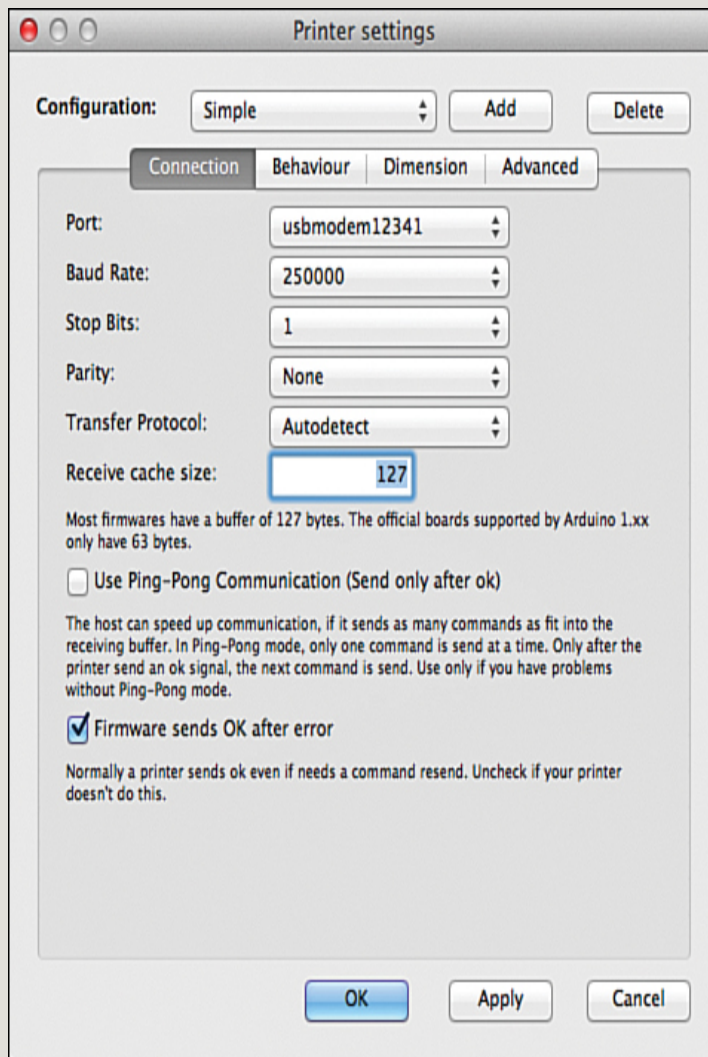 Printer settings
Configuration: Simple Add Delete
Connection Behaviour Dimension Advanced
Port: usbmodem12341
Baud Rate: 250000
Stop Bits: 1
Parity: None
Transfer Protocol: Autodetect
Receive cache size: 127
Most firmwares have a buffer of 127 bytes. The official boards supported by Arduino 1.xx
only have 63 bytes.
Use Ping-Pong Communication (Send only after ok)
The host can speed up communication, if it sends as many commands as fit into the
receiving buffer. In Ping-Pong mode, only one command is send at a time. Only after the
printer send an ok signal, the next command is send. Use only if you have problems
without Ping-Pong mode.
Firmware sends OK after error
Normally a printer sends ok even if needs a command resend. Uncheck if your printer
doesn't do this.
OK Apply Cancel